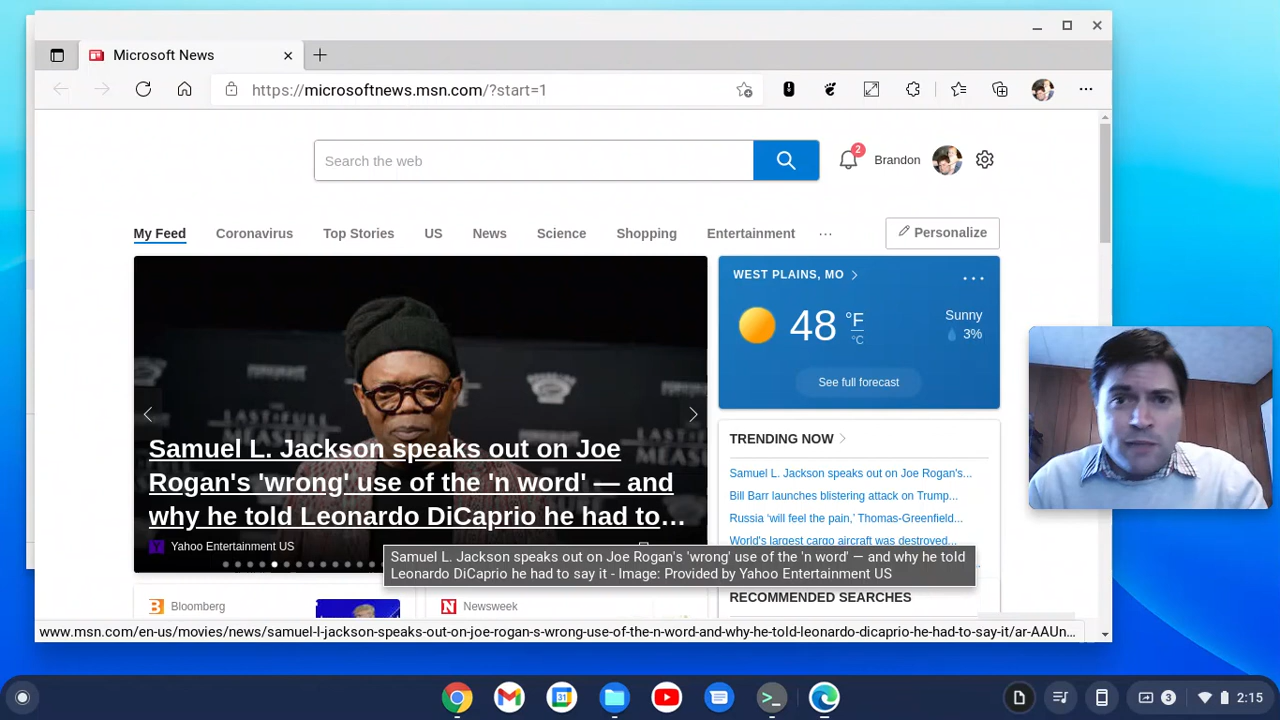 Microsoft News
https://microsoftnews.msn.com/?start=1
Search the web
2
Brandon
My Feed
Coronavirus
Top Stories
US
News
Science
Shopping
Entertainment
Personalize
WEST PLAINS, MO
48 °F
°C
Sunny
3%
See full forecast
Samuel L. Jackson speaks out on Joe
Rogan's 'wrong' use of the 'n word' — and
why he told Leonardo DiCaprio he had to…
Yahoo Entertainment US
TRENDING NOW
Samuel L. Jackson speaks out on Joe Rogan's...
Bill Barr launches blistering attack on Trump...
Russia ‘will feel the pain,’ Thomas-Greenfield...
World's largest cargo aircraft was destroyed...
Samuel L. Jackson speaks out on Joe Rogan's 'wrong' use of the 'n word' — and why he told
Leonardo DiCaprio he had to say it - Image: Provided by Yahoo Entertainment US
RECOMMENDED SEARCHES
Bloomberg
Newsweek
www.msn.com/en-us/movies/news/samuel-l-jackson-speaks-out-on-joe-rogan-s-wrong-use-of-the-n-word-and-why-he-told-leonardo-dicaprio-he-had-to-say-it/ar-AAUn…
31
3
2:15